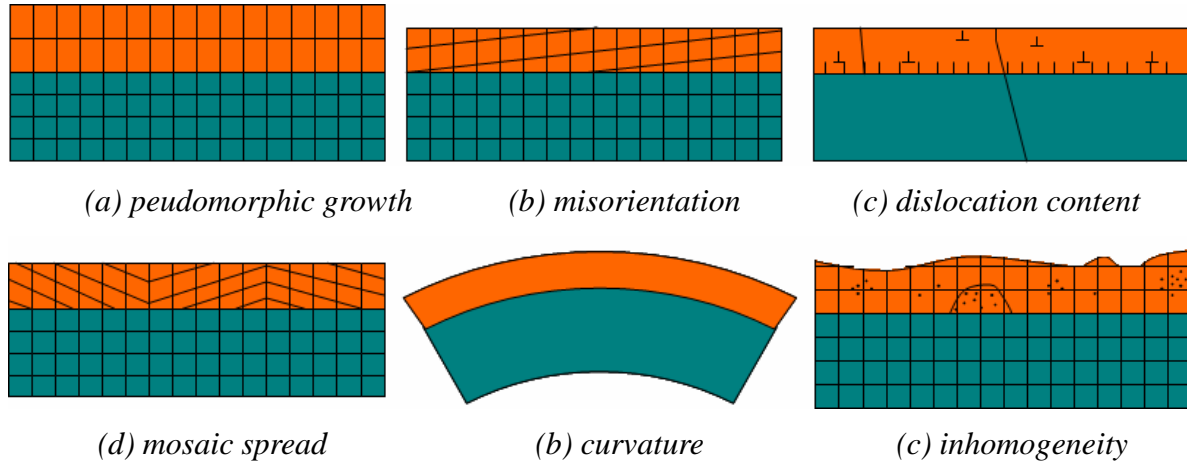 (a) peudomorphic growth
(b) misorientation
(c) dislocation content
(d) mosaic spread
(b) curvature
(c) inhomogeneity